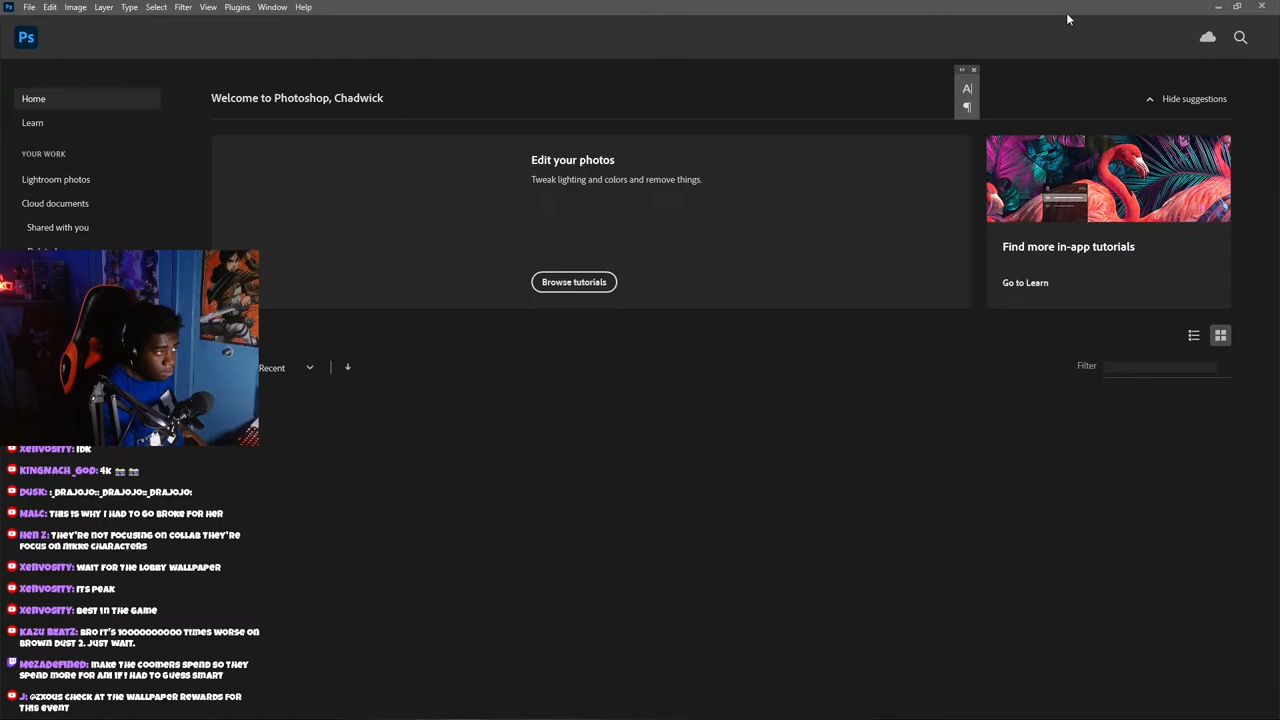 Ps File Edit Image Layer Type Select Filter View Plugins Window Help
Ps
Home
Learn
YOUR WORK
Lightroom photos
Cloud documents
Shared with you
Welcome to Photoshop, Chadwick
A
¶
Hide suggestions
Edit your photos
Tweak lighting and colors and remove things.
Browse tutorials
Find more in-app tutorials
Go to Learn
Recent
Filter
XENVOSITY: IDK
KINGNACH_GOD: 4K
DUSK: :_DRAJOJO::_DRAJOJO::_DRAJOJO:
MALC: THIS IS WHY I HAD TO GO BROKE FOR HER
HEN Z: THEY'RE NOT FOCUSING ON COLLAB THEY'RE
FOCUS ON NIKKE CHARACTERS
XENVOSITY: WAIT FOR THE LOBBY WALLPAPER
XENVOSITY: ITS PEAK
XENVOSITY: BEST IN THE GAME
KAZU BEATZ: BRO IT'S 10000000000 TIMES WORSE ON
BROWN DUST 2. JUST WAIT.
MEZADEFINED: MAKE THE COOMERS SPEND SO THEY
SPEND MORE FOR ANI IF I HAD TO GUESS SMART
J: @ZXOUS CHECK AT THE WALLPAPER REWARDS FOR
THIS EVENT